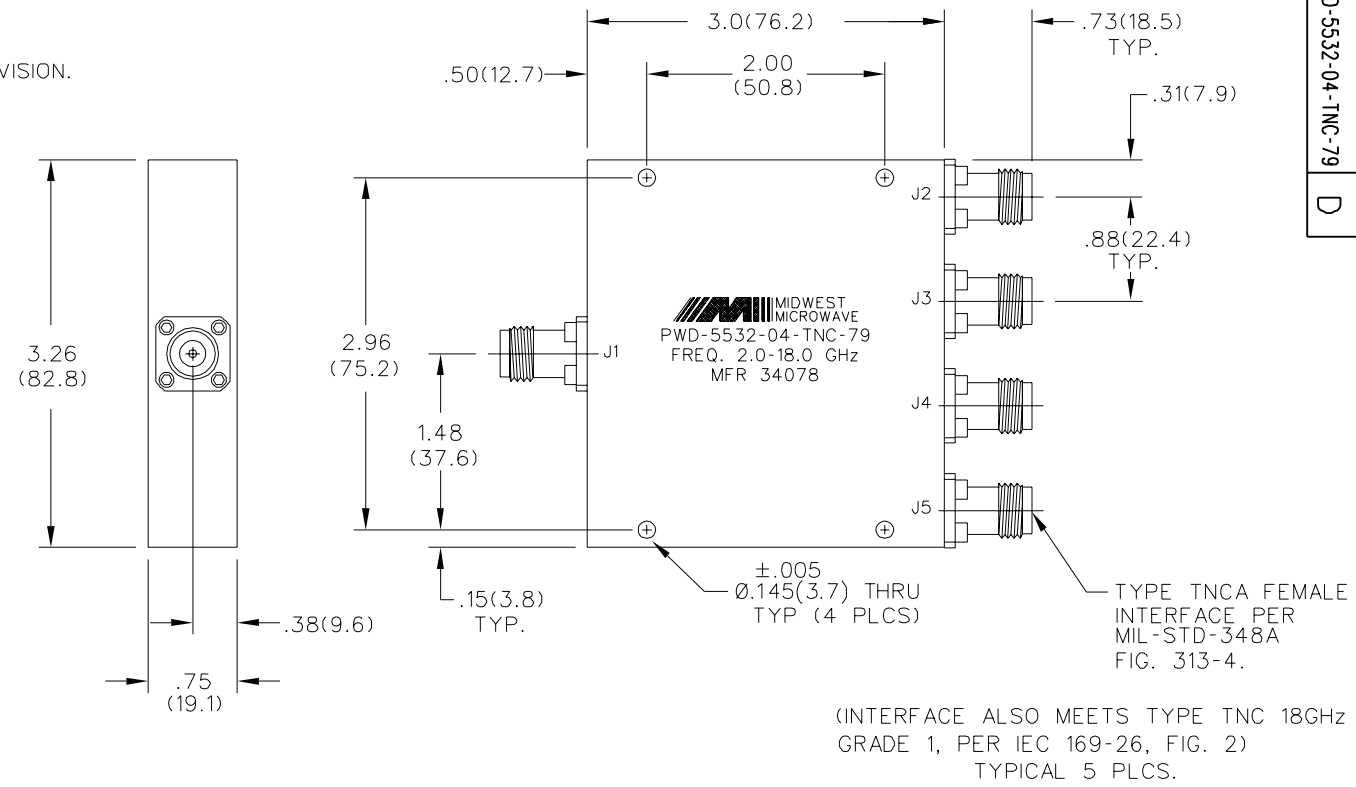 VISION.
3.0(76.2)
.73(18.5)
TYP.
.50(12.7)
2.00
(50.8)
.31(7.9)
-5532-04-TNC-79
D
J2
.88(22.4)
TYP.
3.26
(82.8)
2.96
(75.2)
J1
MIDWEST
MICROWAVE
PWD-5532-04-TNC-79
FREQ. 2.0-18.0 GHz
MFR 34078
J3
J4
1.48
(37.6)
J5
.15(3.8)
TYP.
±.005
Ø.145(3.7) THRU
TYP (4 PLCS)
.38(9.6)
.75
(19.1)
TYPE TNCA FEMALE
INTERFACE PER
MIL-STD-348A
FIG. 313-4.
(INTERFACE ALSO MEETS TYPE TNC 18GHz
GRADE 1, PER IEC 169-26, FIG. 2)
TYPICAL 5 PLCS.